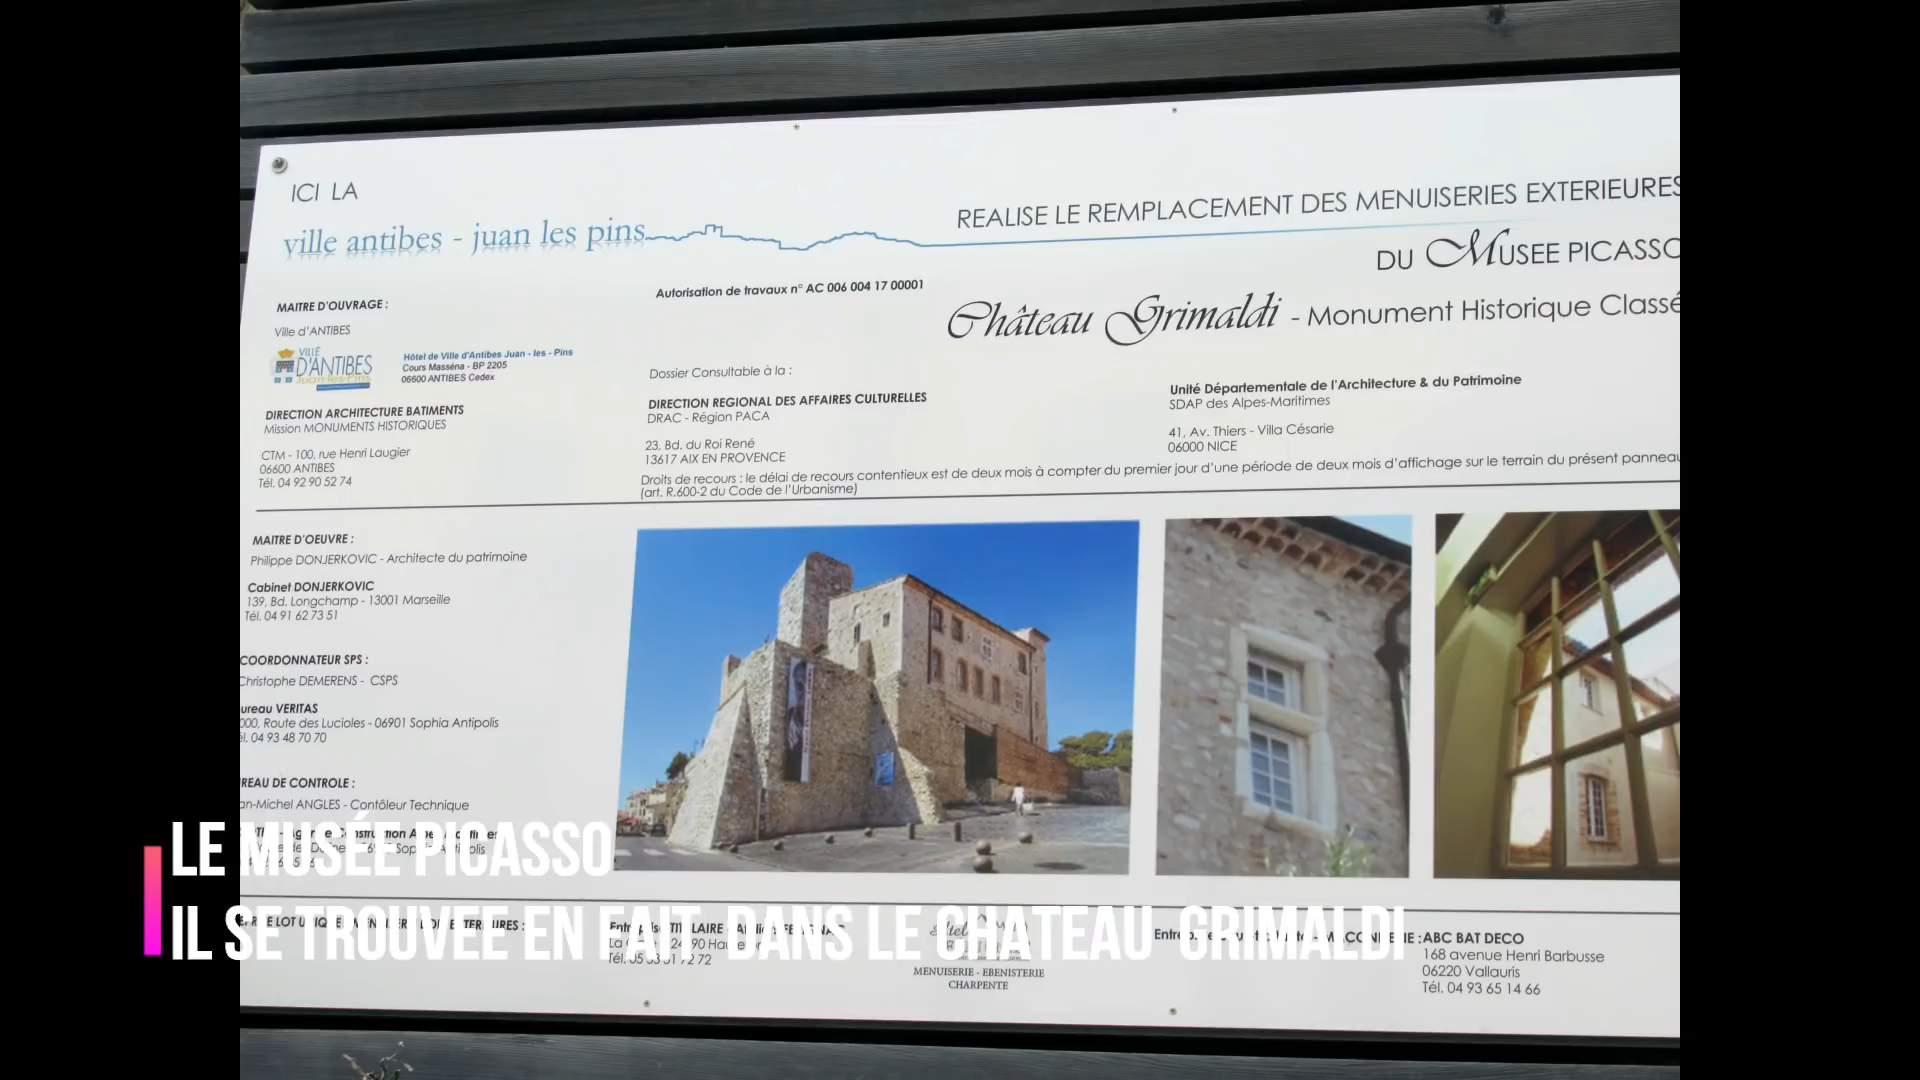 ICI LA
ville antibes - juan les pins
REALISE LE REMPLACEMENT DES MENUISERIES EXTERIEURES
DU MUSEE PICASSO
Château Grimaldi - Monument Historique Classé
MAITRE D'OUVRAGE :
Ville d'ANTIBES
VILLE
D'ANTIBES
Juan-les-Pins
Hôtel de Ville d'Antibes Juan - les - Pins
Cours Masséna - BP 2205
06600 ANTIBES Cedex
DIRECTION ARCHITECTURE BATIMENTS
Mission MONUMENTS HISTORIQUES
CTM - 100, rue Henri Laugier
06600 ANTIBES
Tél. 04 92 90 52 74
Autorisation de travaux n° AC 006 004 17 00001
Dossier Consultable à la :
DIRECTION REGIONAL DES AFFAIRES CULTURELLES
DRAC - Région PACA
23, Bd. du Roi René
13617 AIX EN PROVENCE
Unité Départementale de l'Architecture & du Patrimoine
SDAP des Alpes-Maritimes
41, Av. Thiers - Villa Césarie
06000 NICE
Droits de recours : le délai de recours contentieux est de deux mois à compter du premier jour d'une période de deux mois d'affichage sur le terrain du présent panneau
(art. R.600-2 du Code de l'Urbanisme)
MAITRE D'OEUVRE :
Philippe DONJERKOVIC - Architecte du patrimoine
Cabinet DONJERKOVIC
139, Bd. Longchamp - 13001 Marseille
Tél. 04 91 62 73 51
COORDONNATEUR SPS :
Christophe DEMERENS - CSPS
ureau VERITAS
000, Route des Lucioles - 06901 Sophia Antipolis
él. 04 93 48 70 70
REAU DE CONTROLE :
an-Michel ANGLES - Contôleur Technique
LE MUSÉE PICASSO
IL SE TROUVEE EN FAIT DANS LE CHATEAU GRIMALDI
MENUISERIE - EBENISTERIE
CHARPENTE
ABC BAT DECO
168 avenue Henri Barbusse
06220 Vallauris
Tél. 04 93 65 14 66